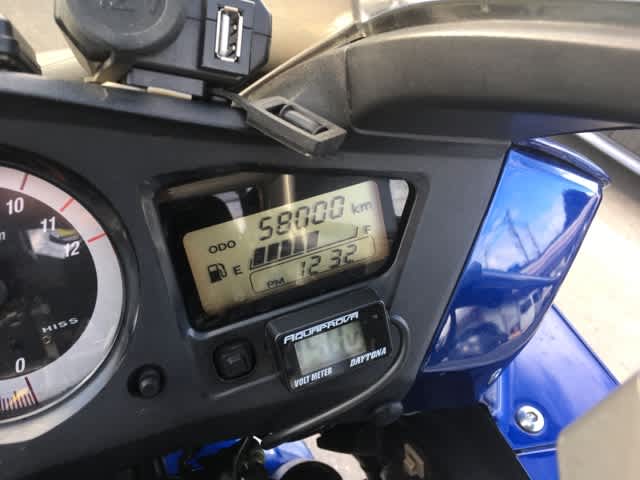 10
11
12
HISS
0
ODO 58000 km
E F
PM 12:32
AQUAPROVA
VOLT METER DAYTONA